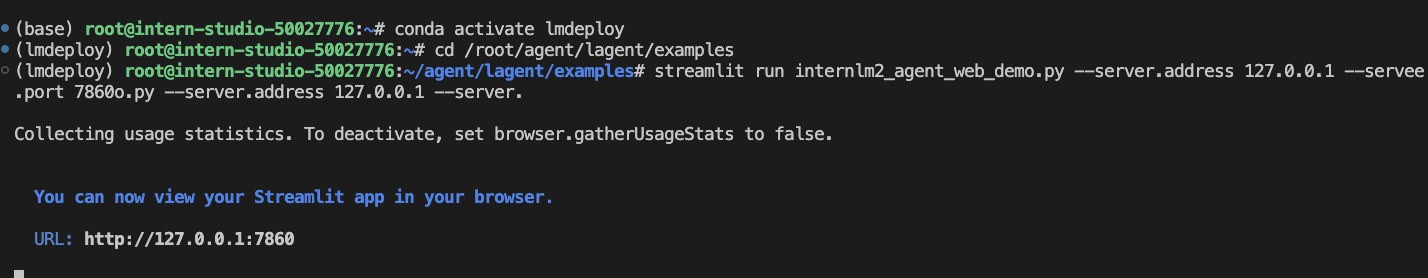 (base) root@intern-studio-50027776:~# conda activate lmdeploy
(lmdeploy) root@intern-studio-50027776:~# cd /root/agent/lagent/examples
(lmdeploy) root@intern-studio-50027776:~/agent/lagent/examples# streamlit run internlm2_agent_web_demo.py --server.address 127.0.0.1 --servee
.port 7860o.py --server.address 127.0.0.1 --server.
Collecting usage statistics. To deactivate, set browser.gatherUsageStats to false.
You can now view your Streamlit app in your browser.
URL: http://127.0.0.1:7860